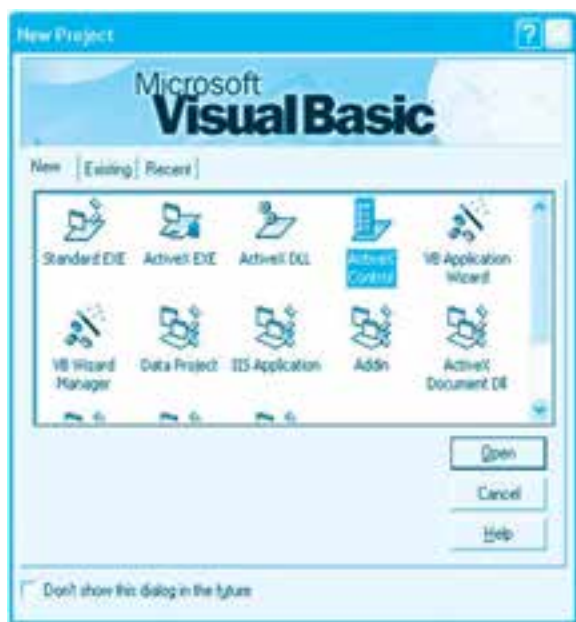 New Project
Microsoft
Visual Basic
New Existing Recent
Standard EXE ActiveX EXE ActiveX DLL ActiveX Control VB Application Wizard
VB Wizard Manager Data Project IIS Application Addin ActiveX Document Dll
Open
Cancel
Help
Don't show this dialog in the future